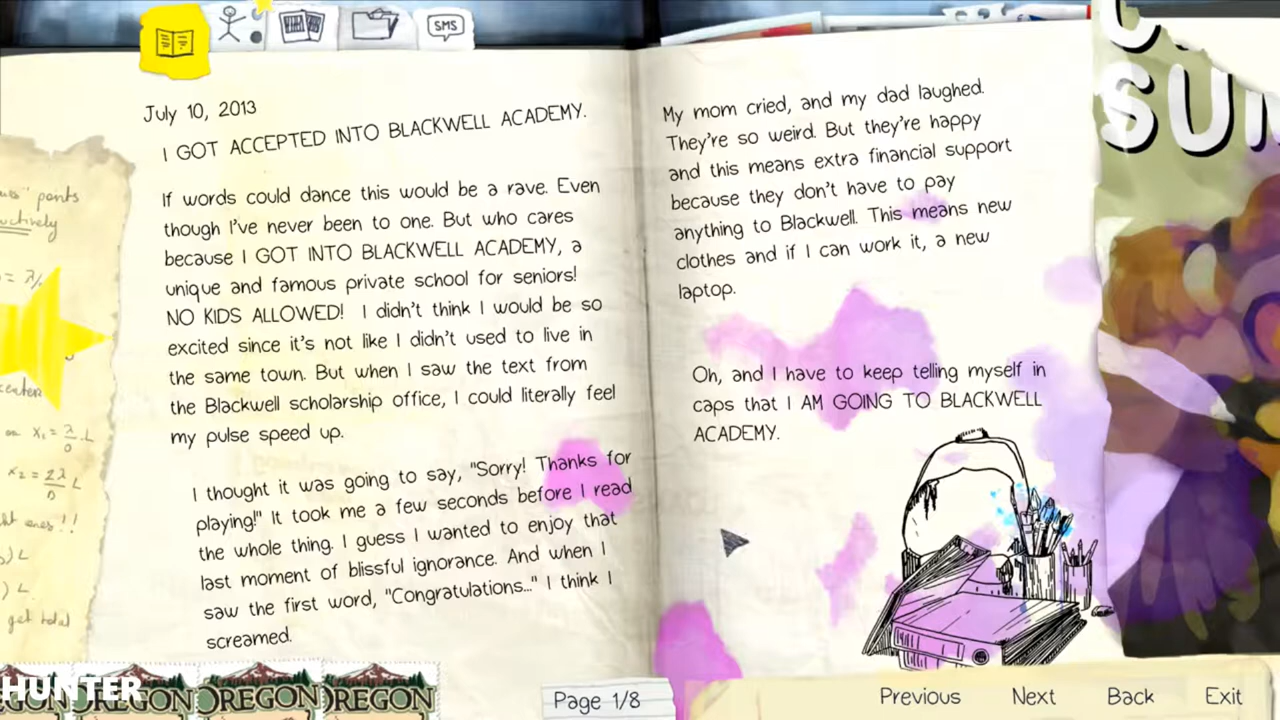 SMS
July 10, 2013
I GOT ACCEPTED INTO BLACKWELL ACADEMY.
If words could dance this would be a rave. Even
though I've never been to one. But who cares
because I GOT INTO BLACKWELL ACADEMY, a
unique and famous private school for seniors!
NO KIDS ALLOWED! I didn't think I would be so
excited since it's not like I didn't used to live in
the same town. But when I saw the text from
the Blackwell scholarship office, I could literally feel
my pulse speed up.
I thought it was going to say, "Sorry! Thanks for
playing!" It took me a few seconds before I read
the whole thing. I guess I wanted to enjoy that
last moment of blissful ignorance. And when I
saw the first word, "Congratulations..." I think I
screamed.
My mom cried, and my dad laughed.
They're so weird. But they're happy
and this means extra financial support
because they don't have to pay
anything to Blackwell. This means new
clothes and if I can work it, a new
laptop.
Oh, and I have to keep telling myself in
caps that I AM GOING TO BLACKWELL
ACADEMY.
points
get total
HUNTER
OREGON OREGON OREGON
Page 1/8
Previous Next Back Exit